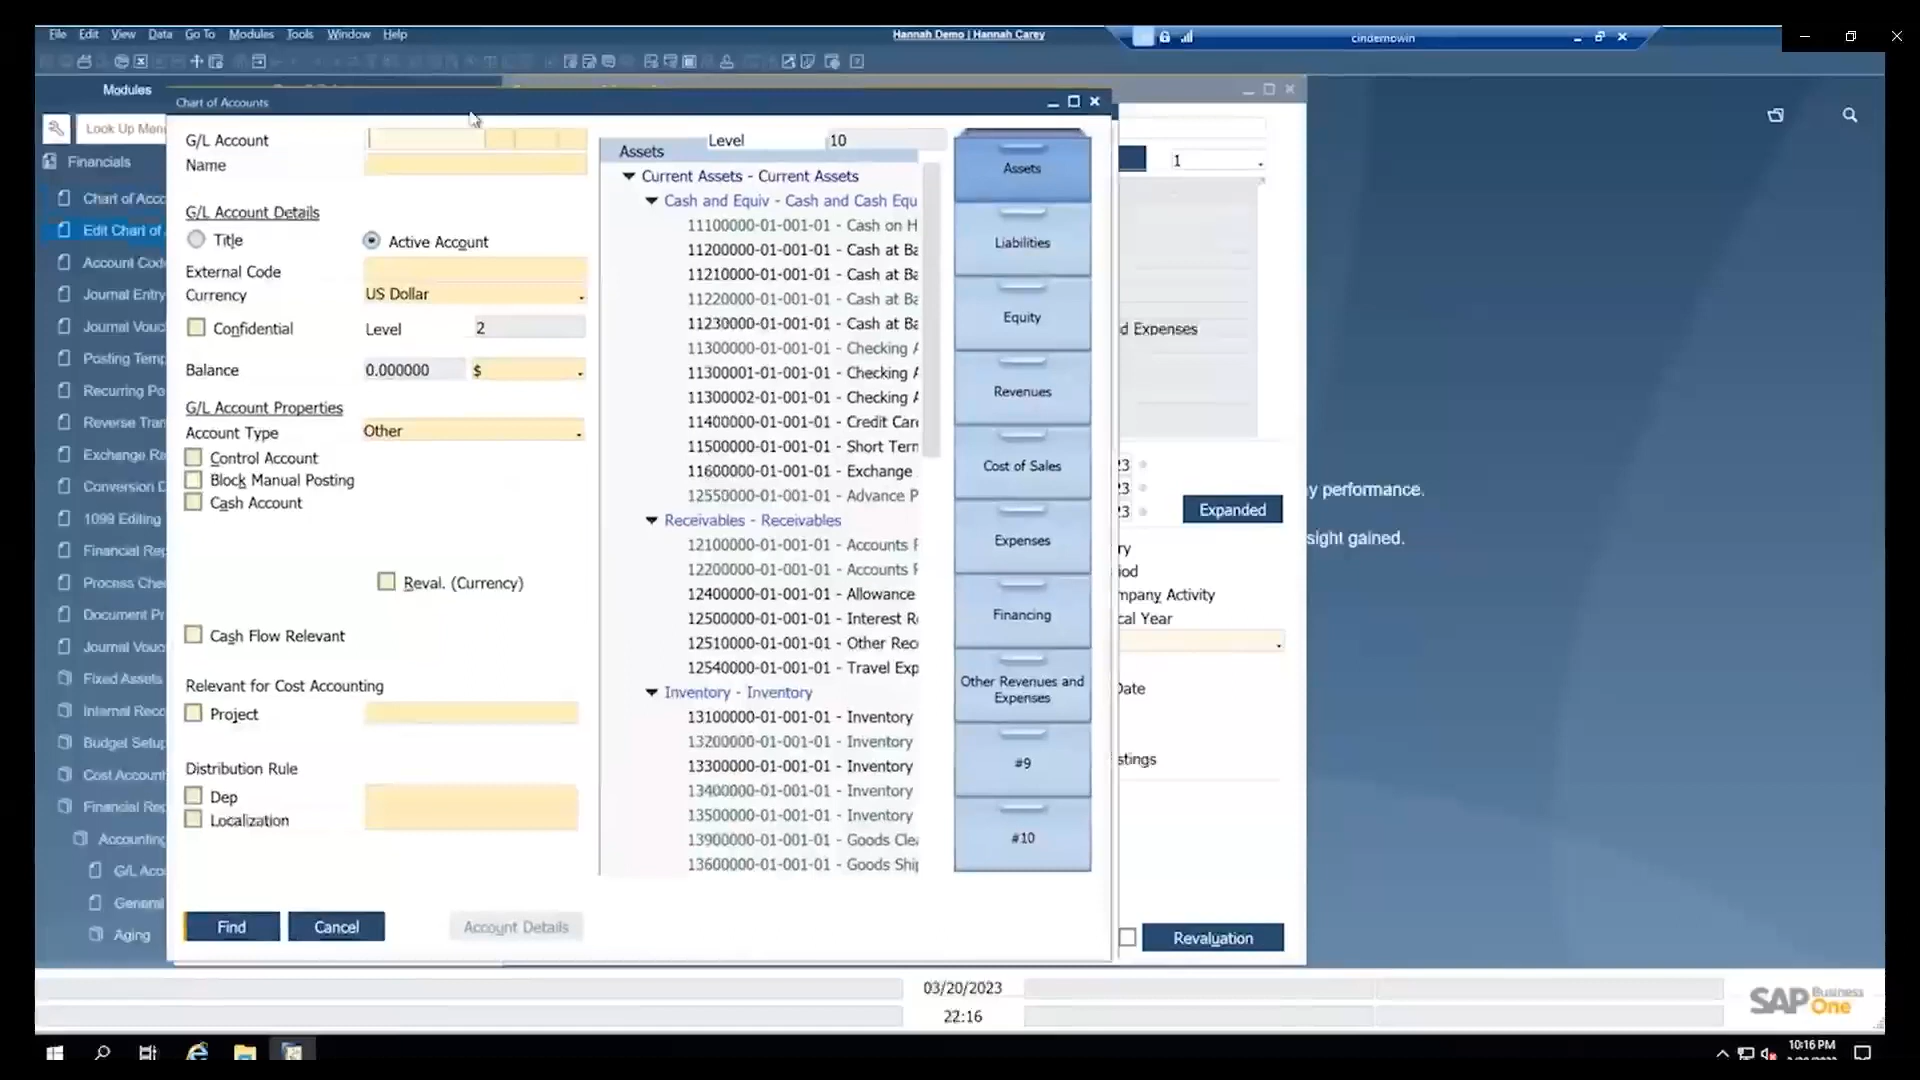 File Edit View Data Go To Modules Tools Window Help
Hannah Demo | Hannah Carey
cindemowin
Modules
Look Up Men
Financials
Chart of Acco
Edit Chart of
Account Code
Journal Entry
Journal Vouc
Posting Temp
Recurring Po
Reverse Tran
Exchange Ra
Conversion D
1099 Editing
Financial Rep
Process Chec
Document Pr
Journal Vouc
Fixed Assets
Internal Reco
Budget Setup
Cost Account
Financial Rep
Accounting
G/L Acco
General
Aging
Chart of Accounts
G/L Account
Name
G/L Account Details
Title
Active Account
External Code
Currency US Dollar
Confidential Level 2
Balance 0.000000 $
G/L Account Properties
Account Type Other
Control Account
Block Manual Posting
Cash Account
Reval. (Currency)
Cash Flow Relevant
Relevant for Cost Accounting
Project
Distribution Rule
Dep
Localization
Find Cancel Account Details
Level 10
Assets
Current Assets - Current Assets
Cash and Equiv - Cash and Cash Equ
11100000-01-001-01 - Cash on H
11200000-01-001-01 - Cash at Ba
11210000-01-001-01 - Cash at Ba
11220000-01-001-01 - Cash at Ba
11230000-01-001-01 - Cash at Ba
11300000-01-001-01 - Checking A
11300001-01-001-01 - Checking A
11300002-01-001-01 - Checking A
11400000-01-001-01 - Credit Card
11500000-01-001-01 - Short Term
11600000-01-001-01 - Exchange
12550000-01-001-01 - Advance P
Receivables - Receivables
12100000-01-001-01 - Accounts R
12200000-01-001-01 - Accounts R
12400000-01-001-01 - Allowance
12500000-01-001-01 - Interest Re
12510000-01-001-01 - Other Rec
12540000-01-001-01 - Travel Exp
Inventory - Inventory
13100000-01-001-01 - Inventory
13200000-01-001-01 - Inventory
13300000-01-001-01 - Inventory
13400000-01-001-01 - Inventory
13500000-01-001-01 - Inventory
13900000-01-001-01 - Goods Clea
13600000-01-001-01 - Goods Ship
Assets
Liabilities
Equity
Revenues
Cost of Sales
Expenses
Financing
Other Revenues and
Expenses
#9
#10
1
d Expenses
23
23
23
Expanded
ry
iod
mpany Activity
cal Year
Date
stings
Revaluation
y performance.
sight gained.
03/20/2023
22:16
SAP Business One
10:16 PM